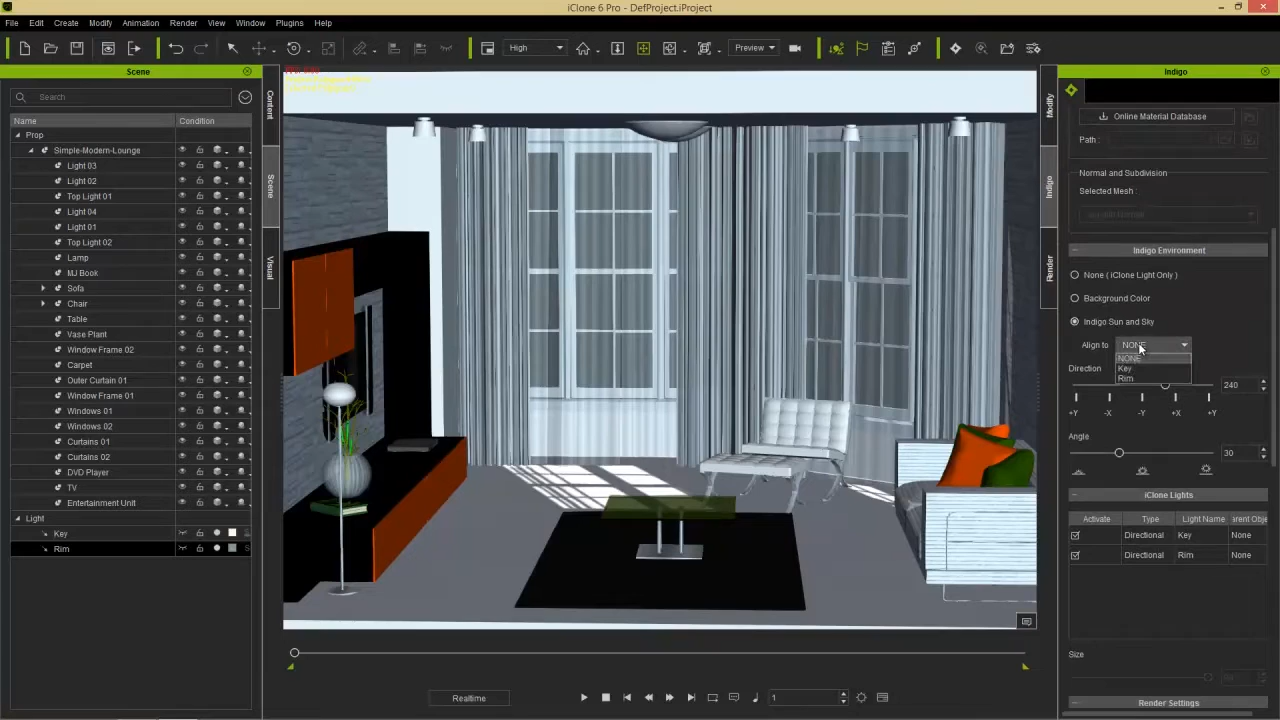 iClone 6 Pro - DefProject.iProject
File Edit Create Modify Animation Render View Window Plugins Help
High
Preview
Scene
Search
Name Condition
Prop
Simple-Modern-Lounge
Light 03
Light 02
Top Light 01
Light 04
Light 01
Top Light 02
Lamp
MJ Book
Sofa
Chair
Table
Vase Plant
Window Frame 02
Carpet
Outer Curtain 01
Window Frame 01
Windows 01
Windows 02
Curtains 01
Curtains 02
DVD Player
TV
Entertainment Unit
Light
Key
Rim
Content
Scene
Visual
Realtime
1
Modify
Indigo
Render
Indigo
Online Material Database
Path :
Normal and Subdivision
Selected Mesh :
Indigo Environment
None ( iClone Light Only )
Background Color
Indigo Sun and Sky
Align to NONE
NONE
Key
Rim
Direction
240
+Y -X -Y +X +Y
Angle
30
iClone Lights
Activate Type Light Name arent Obje
Directional Key None
Directional Rim None
Size
Render Settings